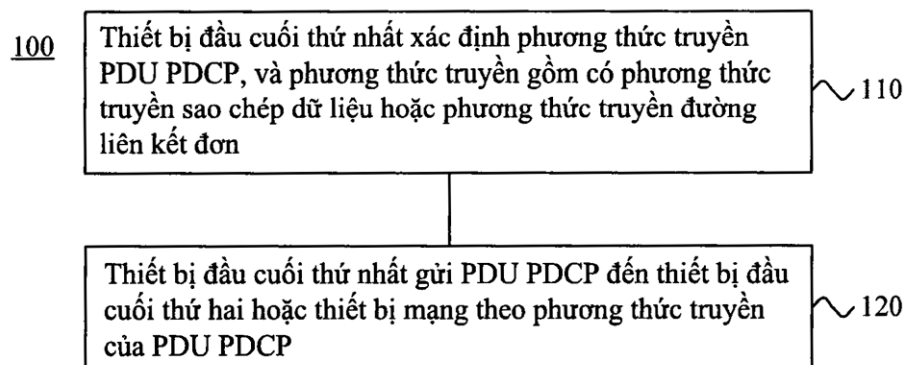 100
Thiết bị đầu cuối thứ nhất xác định phương thức truyền
PDU PDCP, và phương thức truyền gồm có phương thức
truyền sao chép dữ liệu hoặc phương thức truyền đường
liên kết đơn
110
Thiết bị đầu cuối thứ nhất gửi PDU PDCP đến thiết bị đầu
cuối thứ hai hoặc thiết bị mạng theo phương thức truyền
của PDU PDCP
120